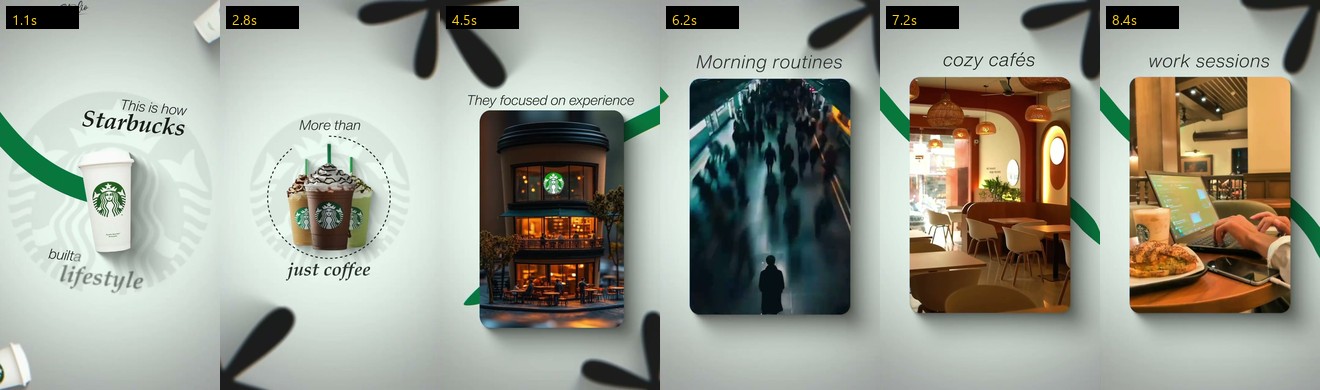 1.1s
This is how
Starbucks
built a
lifestyle
2.8s
More than
just coffee
4.5s
They focused on experience
6.2s
Morning routines
7.2s
cozy cafés
8.4s
work sessions